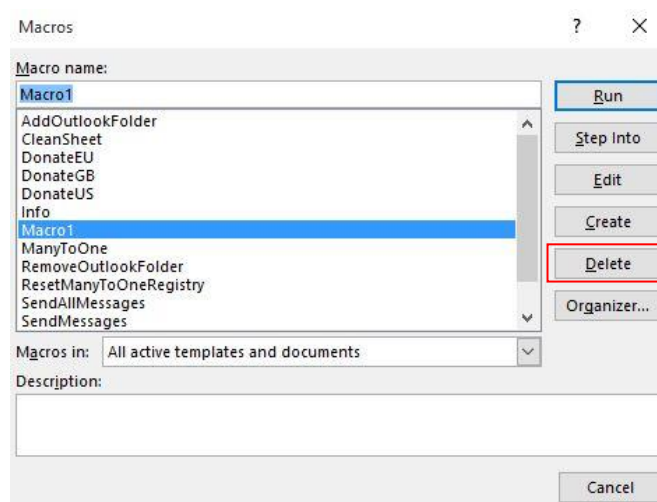 Macros
?
Macro name:
Macro1
Run
AddOutlookFolder
CleanSheet
DonateEU
DonateGB
DonateUS
Info
Macro1
ManyToOne
RemoveOutlookFolder
ResetManyToOneRegistry
SendAllMessages
SendMessages
Step Into
Edit
Create
Delete
Organizer...
Macros in: All active templates and documents
Description:
Cancel